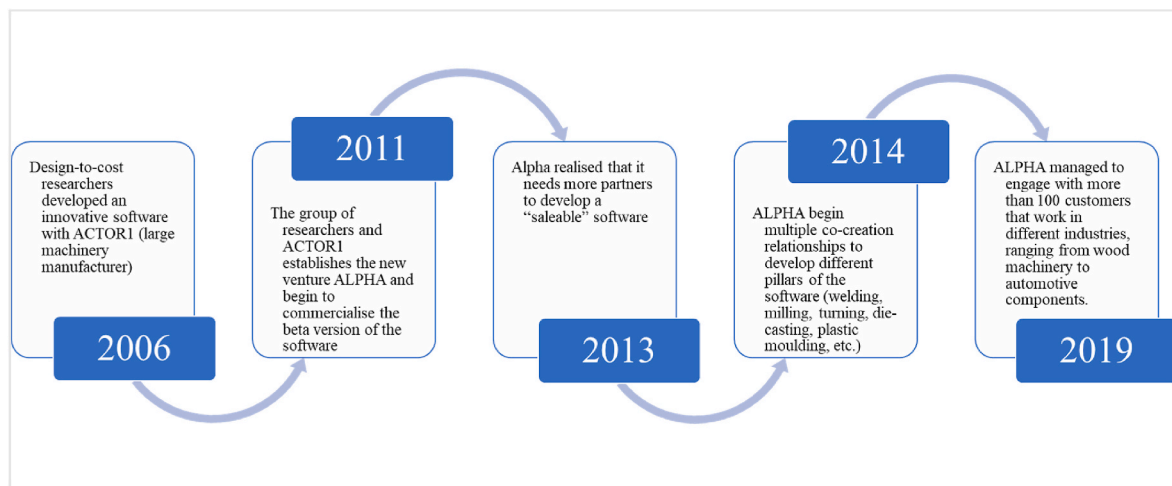 Design-to-cost
researchers
developed an
innovative software
with ACTOR1 (large
machinery
manufacturer)
2006
2011
The group of
researchers and
ACTOR1
establishes the new
venture ALPHA and
begin to
commercialise the
beta version of the
software
Alpha realised that it
needs more partners
to develop a
“saleable” software
2013
2014
ALPHA begin
multiple co-creation
relationships to
develop different
pillars of the
software (welding,
milling, turning, die-
casting, plastic
moulding, etc.)
ALPHA managed to
engage with more
than 100 customers
that work in
different industries,
ranging from wood
machinery to
automotive
components.
2019